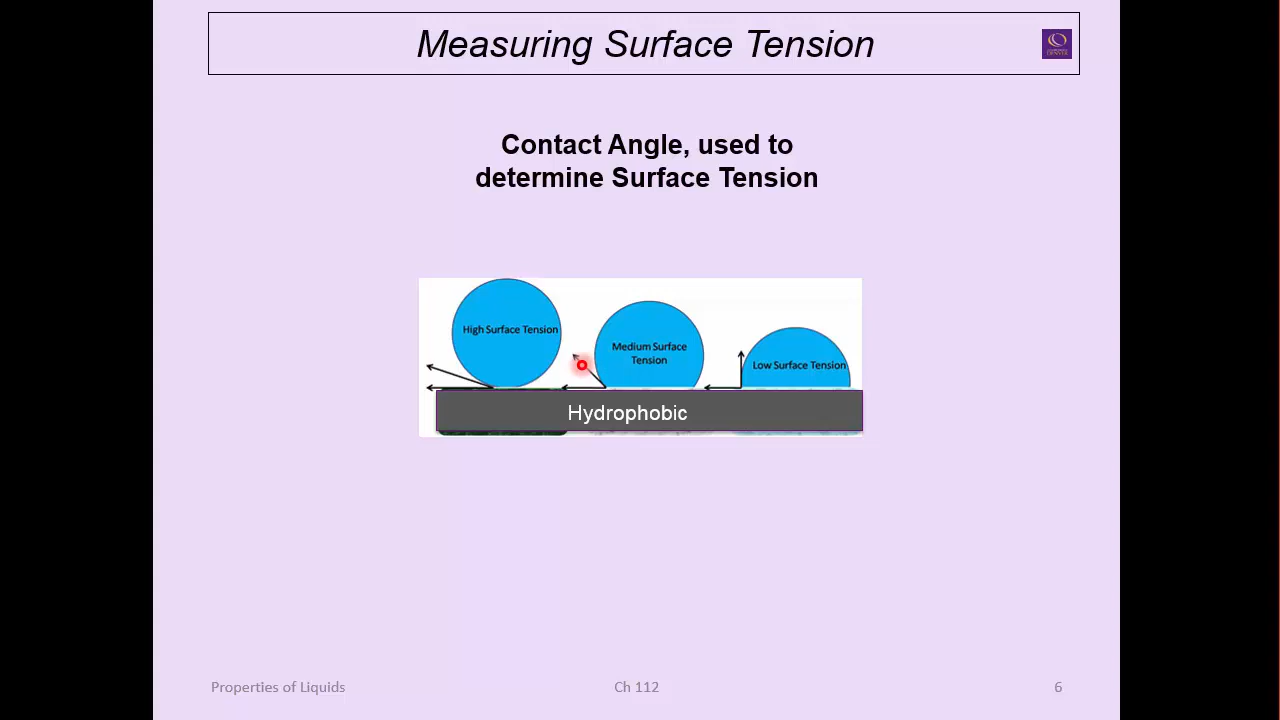 Measuring Surface Tension
Contact Angle, used to
determine Surface Tension
High Surface Tension
Medium Surface
Tension
Low Surface Tension
Hydrophobic
Properties of Liquids
Ch 112
6